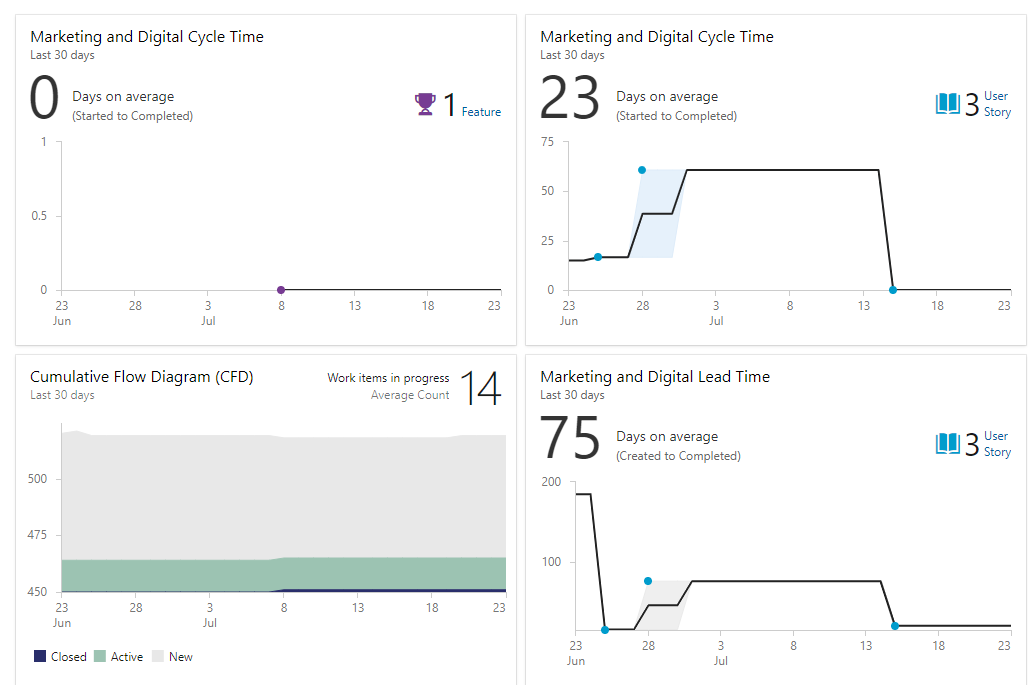 Marketing and Digital Cycle Time
Last 30 days
0 Days on average
(Started to Completed)
1 Feature
1
0.5
0
23 28 3 8 13 18 23
Jun Jul
Marketing and Digital Cycle Time
Last 30 days
23 Days on average
(Started to Completed)
3 User
Story
75
50
25
0
23 28 3 8 13 18 23
Jun Jul
Cumulative Flow Diagram (CFD)
Last 30 days
Work items in progress
Average Count
14
500
475
450
23 28 3 8 13 18 23
Jun Jul
Closed Active New
Marketing and Digital Lead Time
Last 30 days
75 Days on average
(Created to Completed)
3 User
Story
200
100
23 28 3 8 13 18 23
Jun Jul